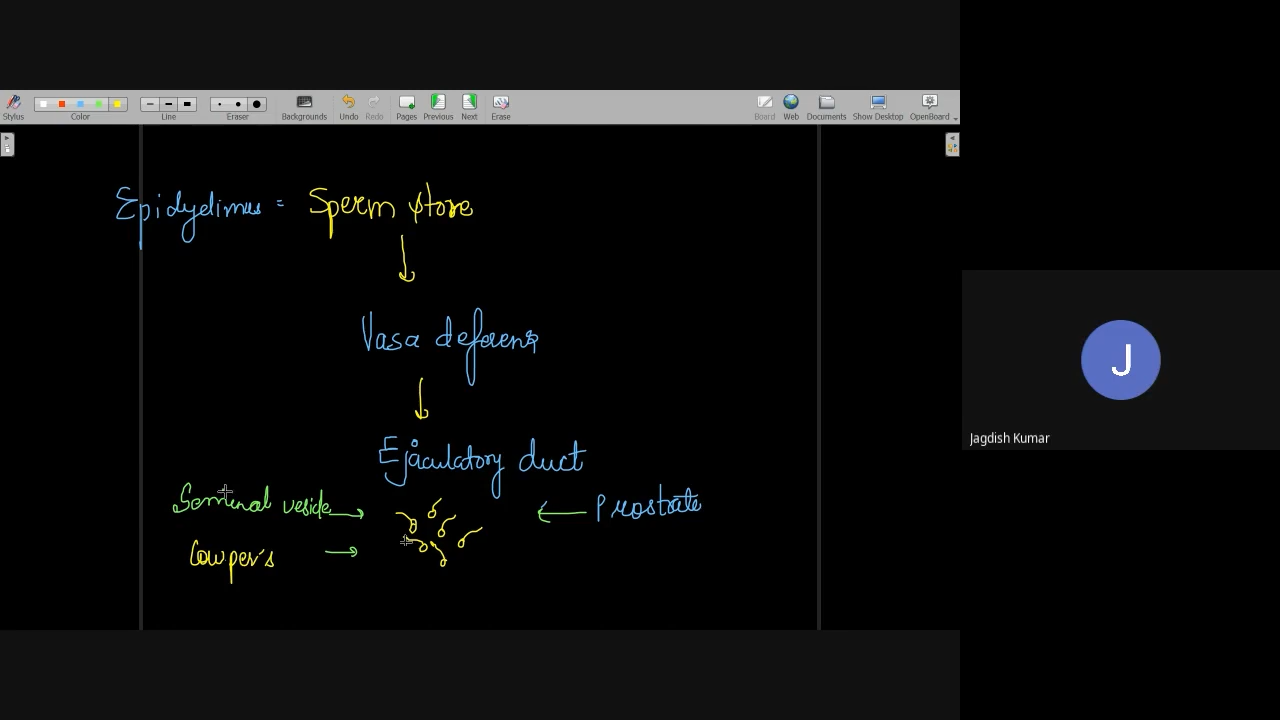 Stylus Color Line Eraser Backgrounds Undo Redo Pages Previous Next Erase Board Web Documents Show Desktop OpenBoard
Epidydimus = Sperm store
↓
Vasa deferens
↓
Ejaculatory duct
Seminal vesicle → ← Prostrate
Cowper's →
J
Jagdish Kumar